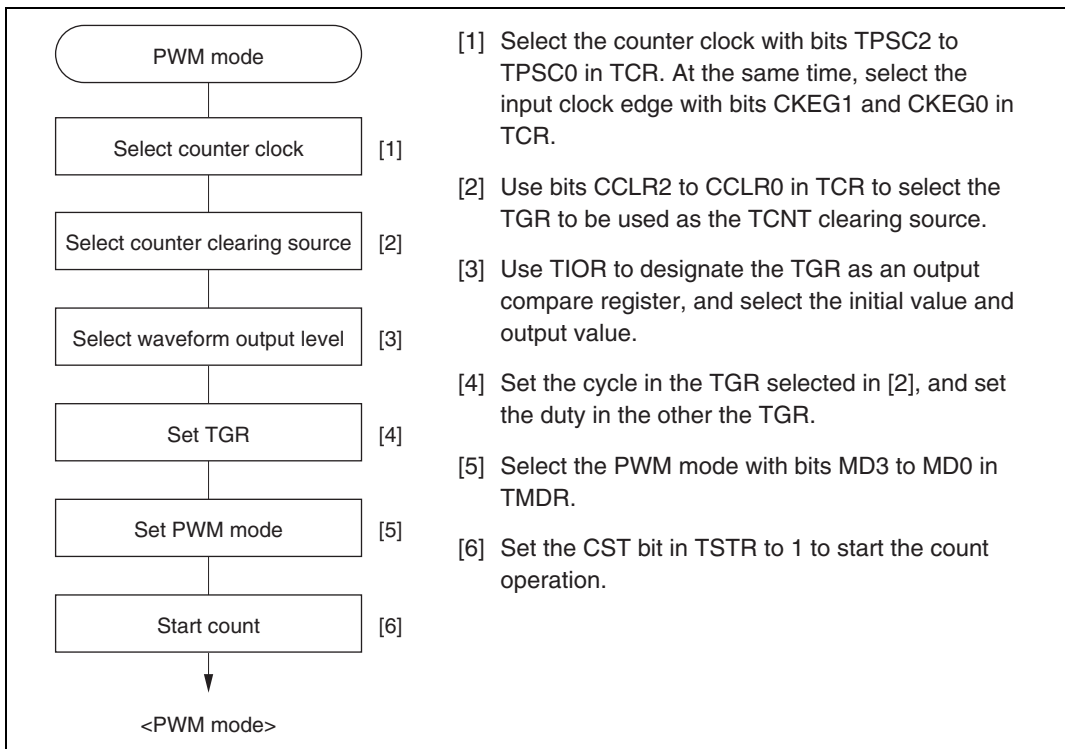 PWM mode
Select counter clock [1]
Select counter clearing source [2]
Select waveform output level [3]
Set TGR [4]
Set PWM mode [5]
Start count [6]
<PWM mode>
[1] Select the counter clock with bits TPSC2 to
TPSC0 in TCR. At the same time, select the
input clock edge with bits CKEG1 and CKEG0 in
TCR.
[2] Use bits CCLR2 to CCLR0 in TCR to select the
TGR to be used as the TCNT clearing source.
[3] Use TIOR to designate the TGR as an output
compare register, and select the initial value and
output value.
[4] Set the cycle in the TGR selected in [2], and set
the duty in the other the TGR.
[5] Select the PWM mode with bits MD3 to MD0 in
TMDR.
[6] Set the CST bit in TSTR to 1 to start the count
operation.